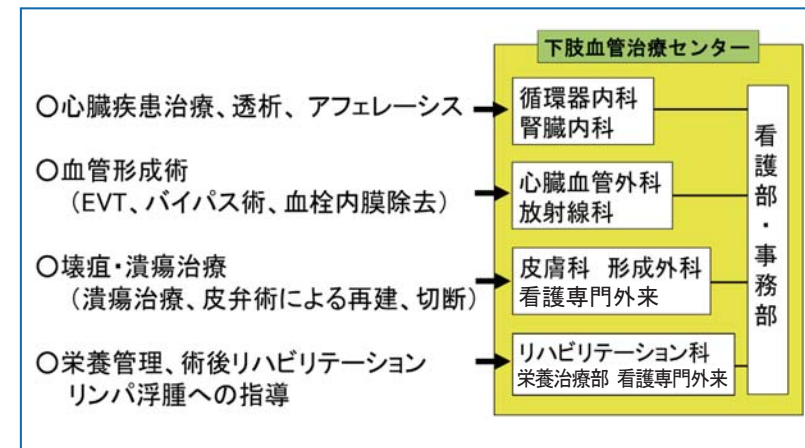 下肢血管治療センター
○心臓疾患治療、透析、アフェレーシス
循環器内科
腎臓内科
○血管形成術
（EVT、バイパス術、血栓内膜除去）
心臓血管外科
放射線科
○壊疽・潰瘍治療
（潰瘍治療、皮弁術による再建、切断）
皮膚科 形成外科
看護専門外来
○栄養管理、術後リハビリテーション
リンパ浮腫への指導
リハビリテーション科
栄養治療部 看護専門外来
看護部・事務部